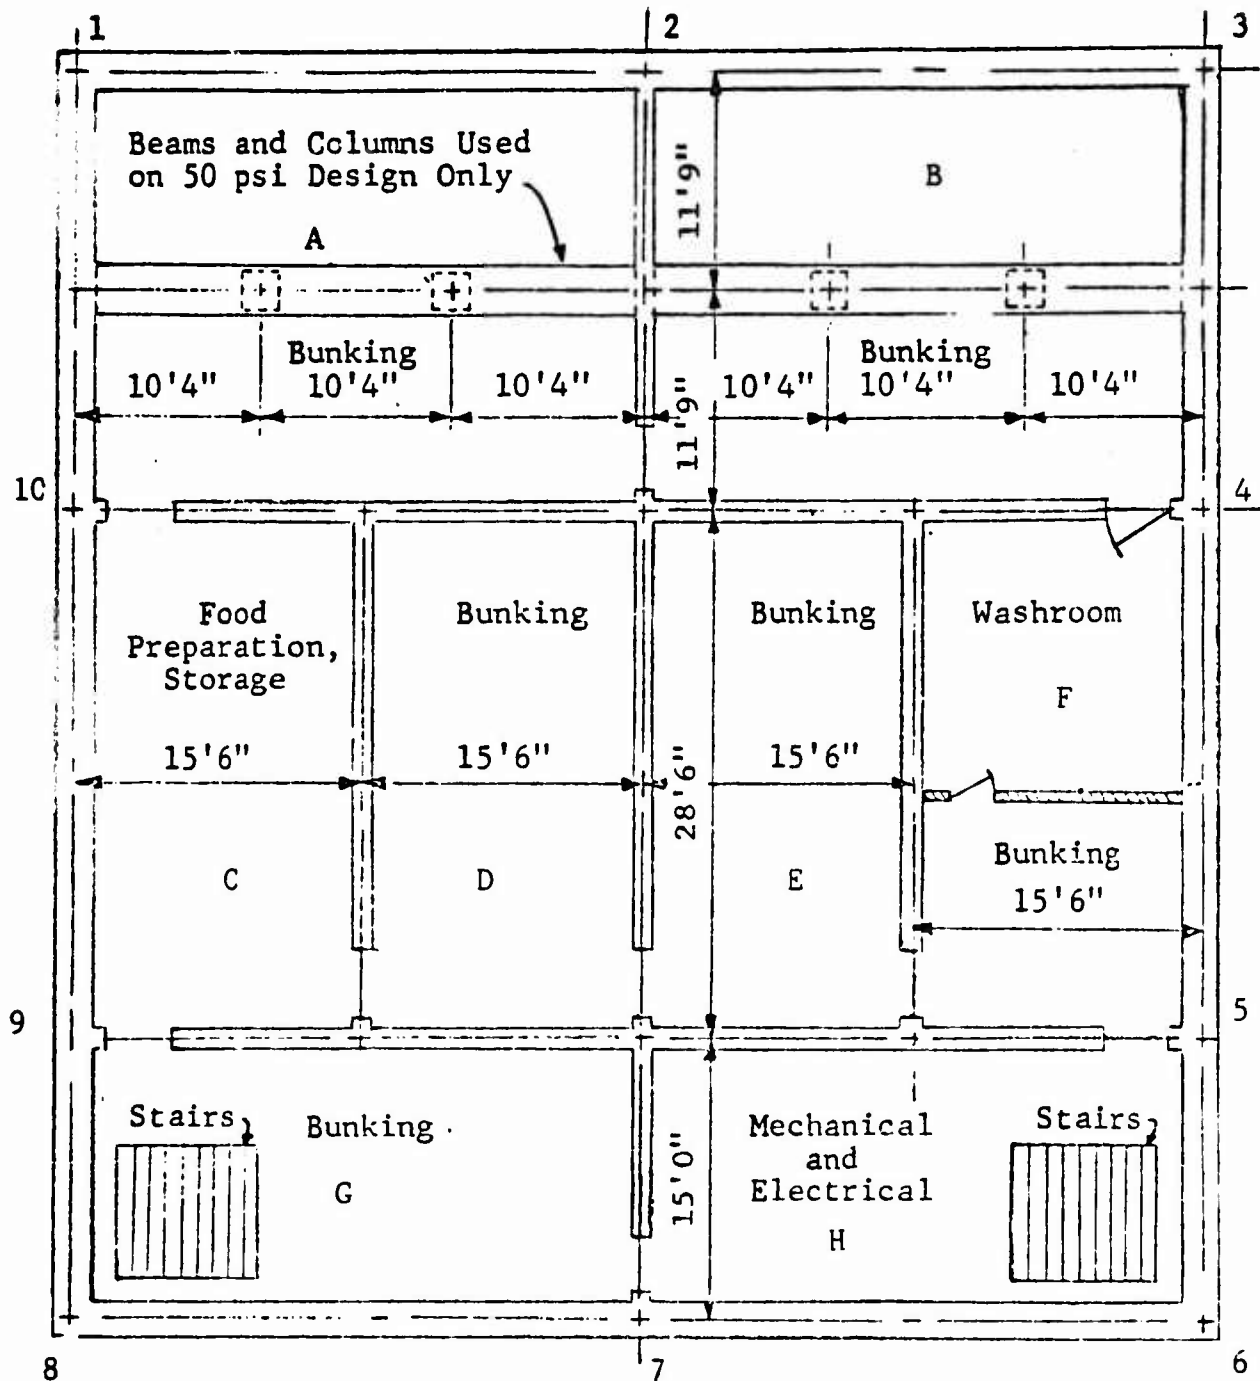 1
2
3
Beams and Columns Used
on 50 psi Design Only
A
B
11'9"
Bunking
Bunking
10'4"
10'4"
10'4"
10'4"
10'4"
10'4"
11'9"
10
4
Food
Preparation,
Storage
Bunking
Bunking
Washroom
F
15'6"
15'6"
15'6"
28'6"
C
D
E
Bunking
15'6"
9
5
Stairs
Bunking
G
15'0"
Mechanical
and
Electrical
H
Stairs
8
7
6